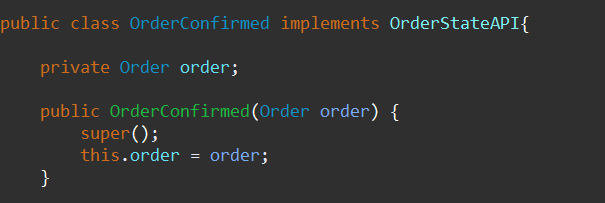 public class OrderConfirmed implements OrderStateAPI{
private Order order;
public OrderConfirmed(Order order) {
super();
this.order = order;
}